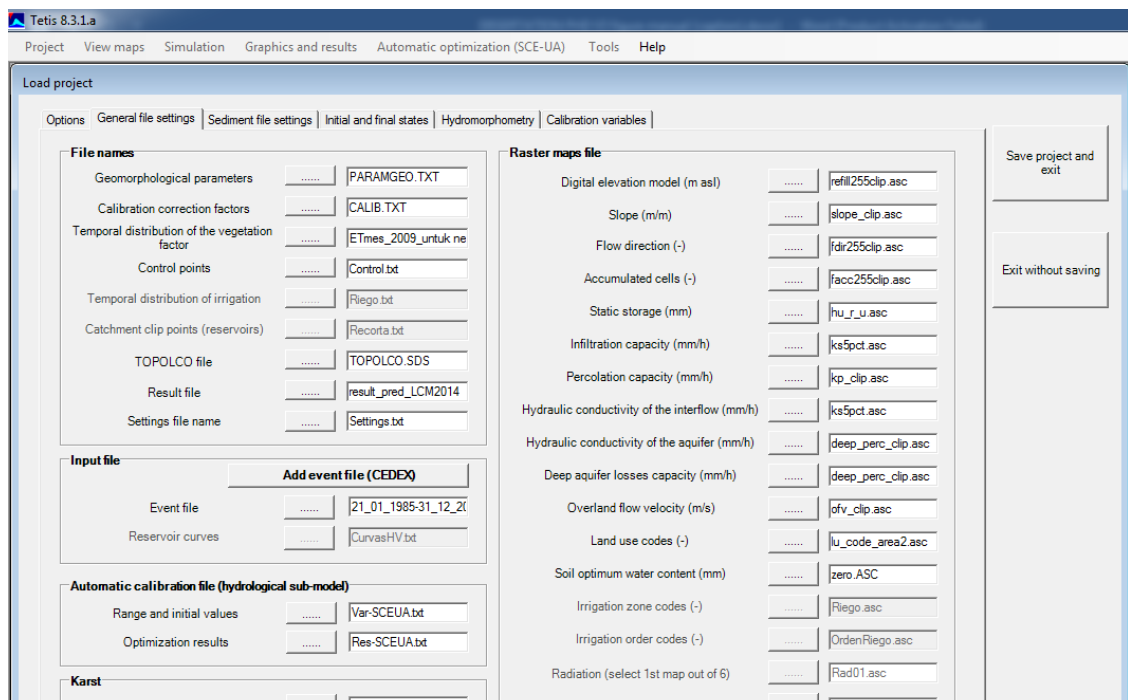 Tetis 8.3.1.a
Project View maps Simulation Graphics and results Automatic optimization (SCE-UA) Tools Help
Load project
Options General file settings Sediment file settings Initial and final states Hydromorphometry Calibration variables
File names
Geomorphological parameters ...... PARAMGEO.TXT
Calibration correction factors ...... CALIB.TXT
Temporal distribution of the vegetation
factor ...... ETmes_2009_untuk ne
Control points ...... Control.txt
Temporal distribution of irrigation ...... Riego.txt
Catchment clip points (reservoirs) ...... Recorta.txt
TOPOLCO file ...... TOPOLCO.SDS
Result file ...... result_pred_LCM2014
Settings file name ...... Settings.txt
Input file
Add event file (CEDEX)
Event file ...... 21_01_1985-31_12_20
Reservoir curves ...... CurvasHV.txt
Automatic calibration file (hydrological sub-model)
Range and initial values ...... Var-SCEUA.txt
Optimization results ...... Res-SCEUA.txt
Karst
Raster maps file
Digital elevation model (m asl) ...... refill255clip.asc
Slope (m/m) ...... slope_clip.asc
Flow direction (-) ...... fdir255clip.asc
Accumulated cells (-) ...... facc255clip.asc
Static storage (mm) ...... hu_r_u.asc
Infiltration capacity (mm/h) ...... ks5pct.asc
Percolation capacity (mm/h) ...... kp_clip.asc
Hydraulic conductivity of the interflow (mm/h) ...... ks5pct.asc
Hydraulic conductivity of the aquifer (mm/h) ...... deep_perc_clip.asc
Deep aquifer losses capacity (mm/h) ...... deep_perc_clip.asc
Overland flow velocity (m/s) ...... ofv_clip.asc
Land use codes (-) ...... lu_code_area2.asc
Soil optimum water content (mm) ...... zero.ASC
Irrigation zone codes (-) ...... Riego.asc
Irrigation order codes (-) ...... OrdenRiego.asc
Radiation (select 1st map out of 6) ...... Rad01.asc
Save project and
exit
Exit without saving